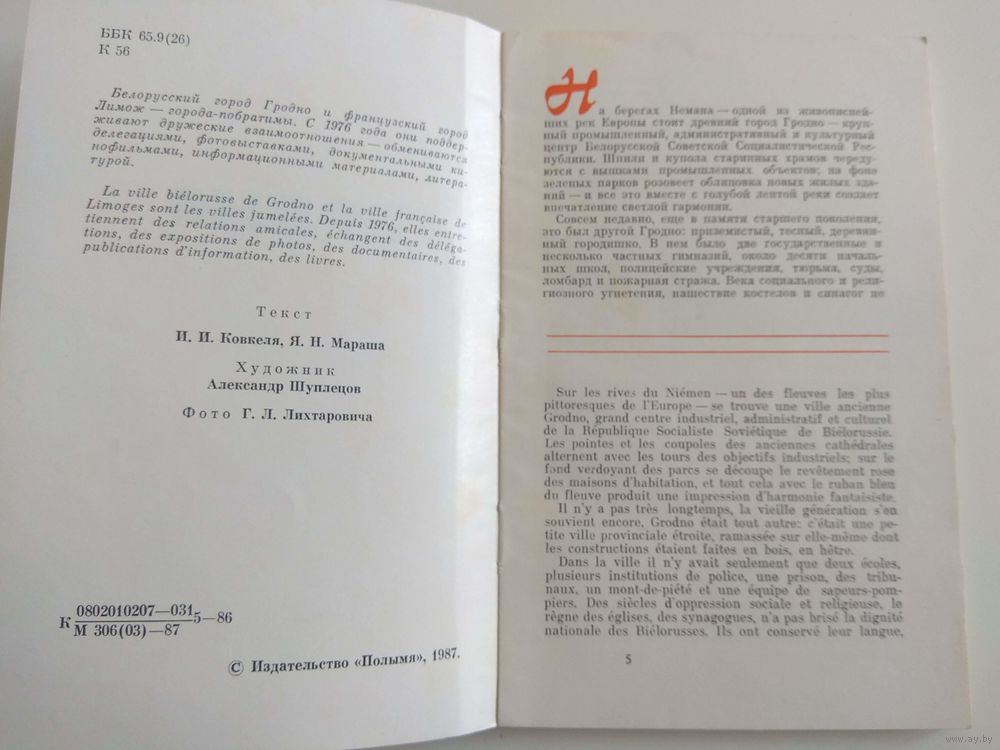 ББК 65.9(26)
К 56
Белорусский город Гродно и французский город
Лимож — города-побратимы. С 1976 года они поддер-
живают дружеские взаимоотношения — обмениваются
делегациями, фотовыставками, документальными ки-
нофильмами, информационными материалами, литера-
турой.
La ville biélorusse de Grodno et la ville française de
Limoges sont les villes jumelées. Depuis 1976, elles entre-
tiennent des relations amicales, échangent des déléga-
tions, des expositions de photos, des documentaires, des
publications d'information, des livres.
Текст
И. И. Ковкеля, Я. Н. Мараша
Художник
Александр Шуплецов
Фото Г. Л. Лихтаровича
К 0802010207—031 5—86
М 306(03)—87
© Издательство «Полымя», 1987.
На берегах Немана — одной из живописней-
ших рек Европы стоит древний город Гродно — круп-
ный промышленный, административный и культурный
центр Белорусской Советской Социалистической Рес-
публики. Шпили и купола старинных храмов череду-
ются с вышками промышленных объектов; на фоне
зеленых парков розовеет облицовка новых жилых зда-
ний — и все это вместе с голубой лентой реки создает
впечатление светлой гармонии.
Совсем недавно, еще в памяти старшего поколения,
это был другой Гродно: приземистый, тесный, деревян-
ный городишко. В нем было две государственные и
несколько частных гимназий, около десяти началь-
ных школ, полицейские учреждения, тюрьма, суды,
ломбард и пожарная стража. Века социального и рели-
гиозного угнетения, нашествие костелов и синагог не
Sur les rives du Niémen — un des fleuves les plus
pittoresques de l'Europe — se trouve une ville ancienne
Grodno, grand centre industriel, administratif et culturel
de la République Socialiste Soviétique de Biélorussie.
Les pointes et les coupoles des anciennes cathédrales
alternent avec les tours des objectifs industriels; sur le
fond verdoyant des parcs se découpe le revêtement rose
des maisons d'habitation, et tout cela avec le ruban bleu
du fleuve produit une impression d'harmonie fantaisiste.
Il n'y a pas très longtemps, la vieille génération s'en
souvient encore, Grodno était tout autre: c'était une pe-
tite ville provinciale étroite, ramassée sur elle-même dont
les constructions étaient faites en bois, en hêtre.
Dans la ville il n'y avait seulement que deux écoles,
plusieurs institutions de police, une prison, des tribu-
naux, un mont-de-piété et une équipe de sapeurs-pom-
piers. Des siècles d'oppression sociale et religieuse, le
règne des églises, des synagogues, n'a pas brisé la dignité
nationale des Biélorusses. Ils ont conservé leur langue,
5
www.ay.by